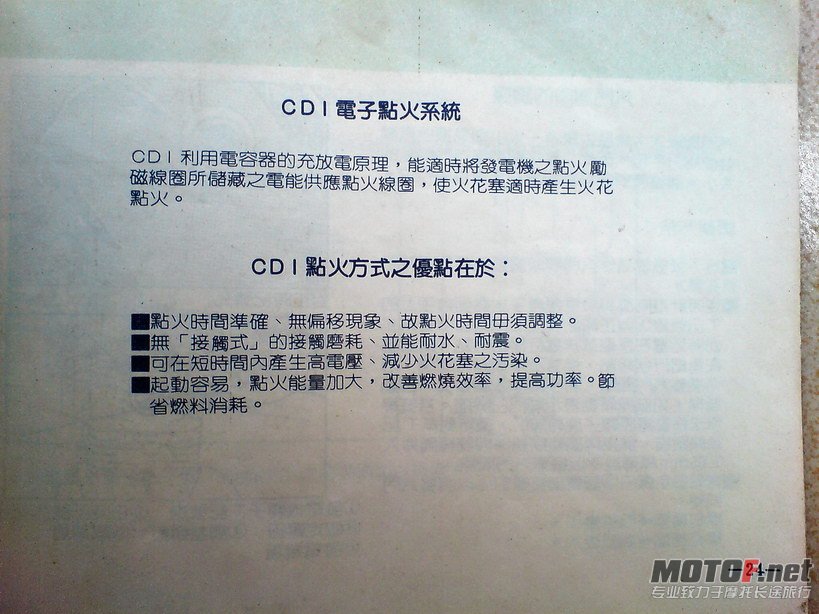 CDI電子點火系統
CDI利用電容器的充放電原理，能適時將發電機之點火勵
磁線圈所儲藏之電能供應點火線圈，使火花塞適時產生火花
點火。
CDI點火方式之優點在於：
■點火時間準確、無偏移現象、故點火時間毋須調整。
■無「接觸式」的接觸磨耗、並能耐水、耐震。
■可在短時間內產生高電壓、減少火花塞之汚染。
■起動容易，點火能量加大，改善燃燒效率，提高功率。節
省燃料消耗。
—24—
MOTOF.net
专业致力于摩托长途旅行